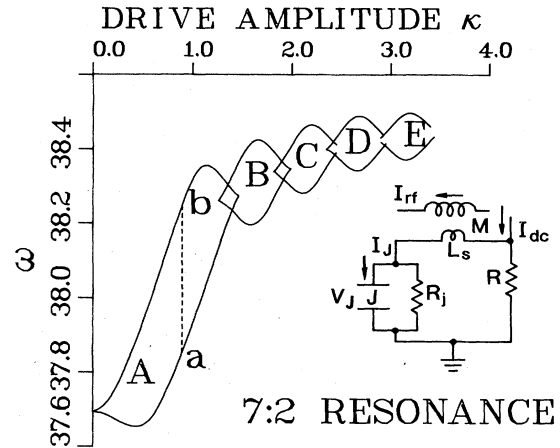 DRIVE AMPLITUDE κ
0.0 1.0 2.0 3.0 4.0
ω
38.4
38.2
38.0
37.8
37.6
A
B
C
D
E
b
a
I_rf
M
I_dc
I_J
L_s
V_J
J
R_j
R
7:2 RESONANCE